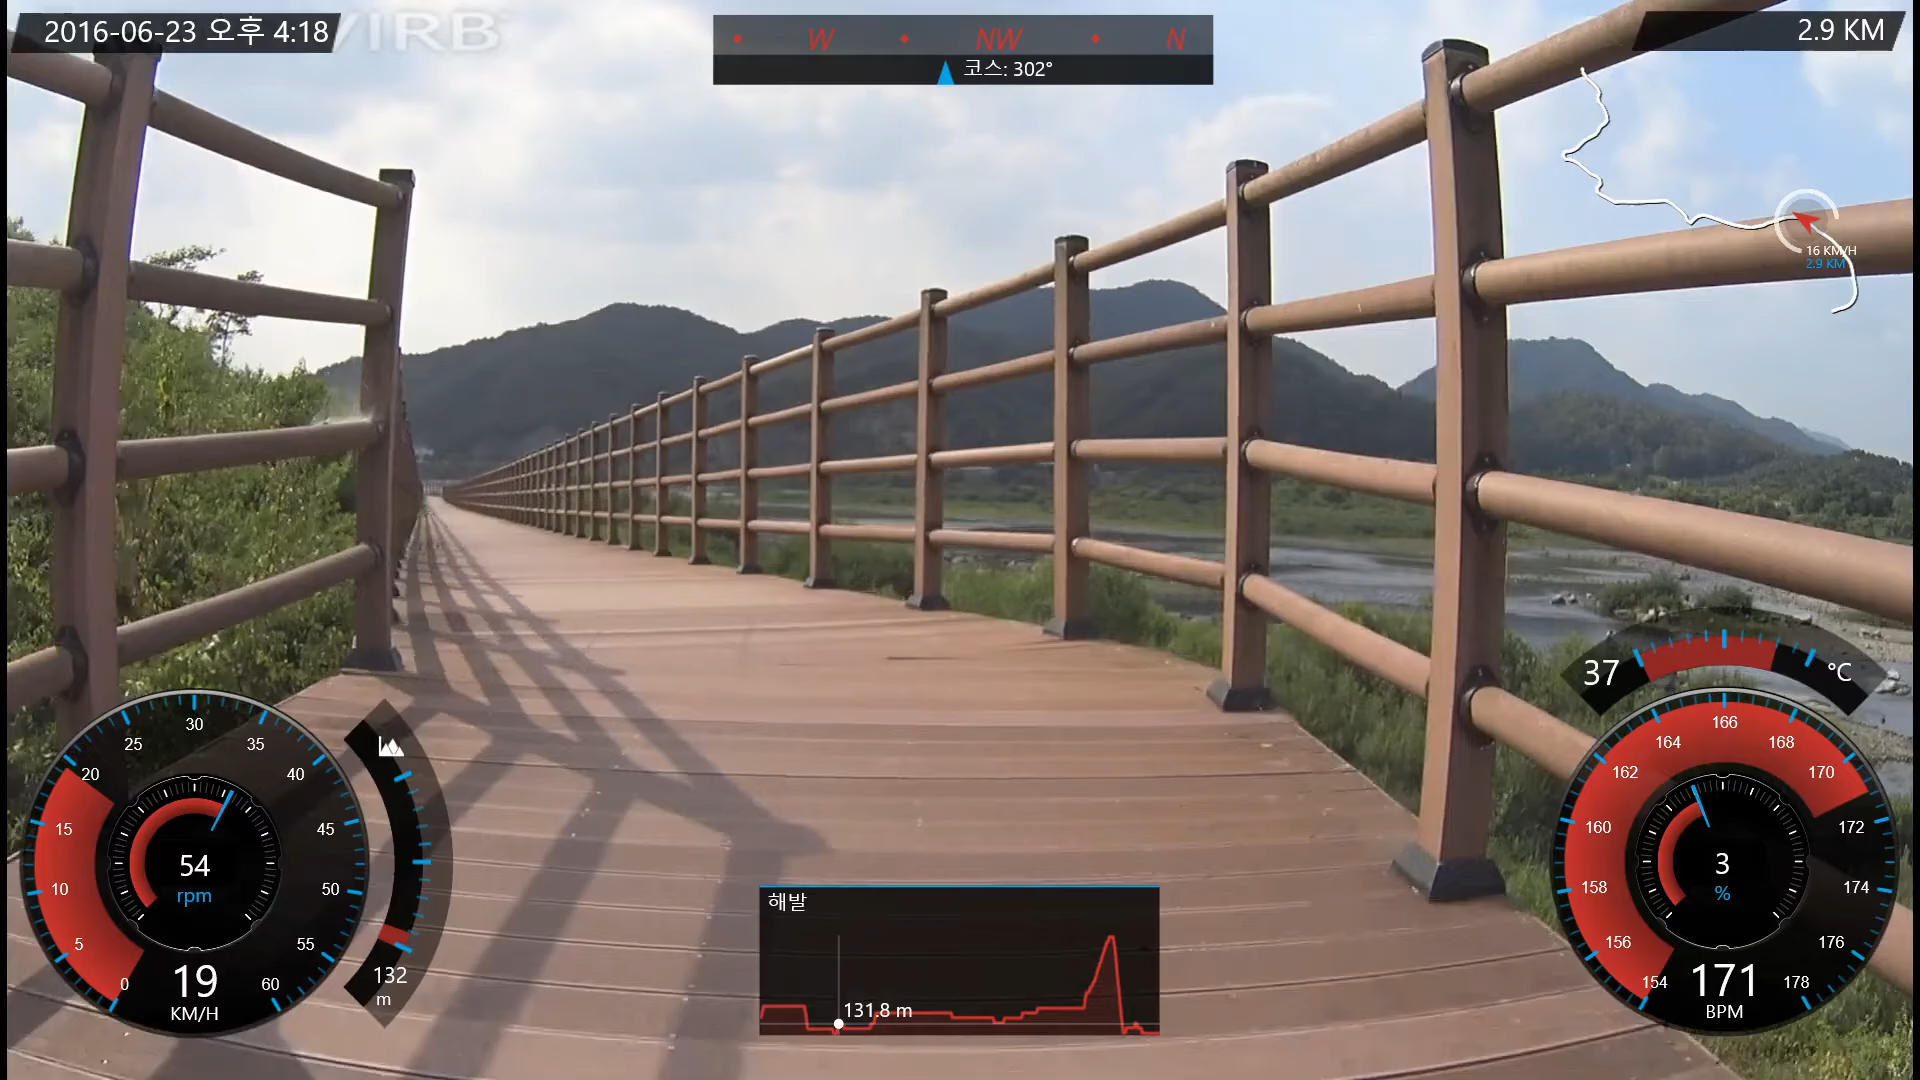 2016-06-23 오후 4:18
VIRB
W NW N
코스: 302°
2.9 KM
16 KM/H
2.9 KM
37 °C
0 5 10 15 20 25 30 35 40 45 50 55 60
54
rpm
19
KM/H
132
m
해발
131.8 m
154 156 158 160 162 164 166 168 170 172 174 176 178
3
%
171
BPM